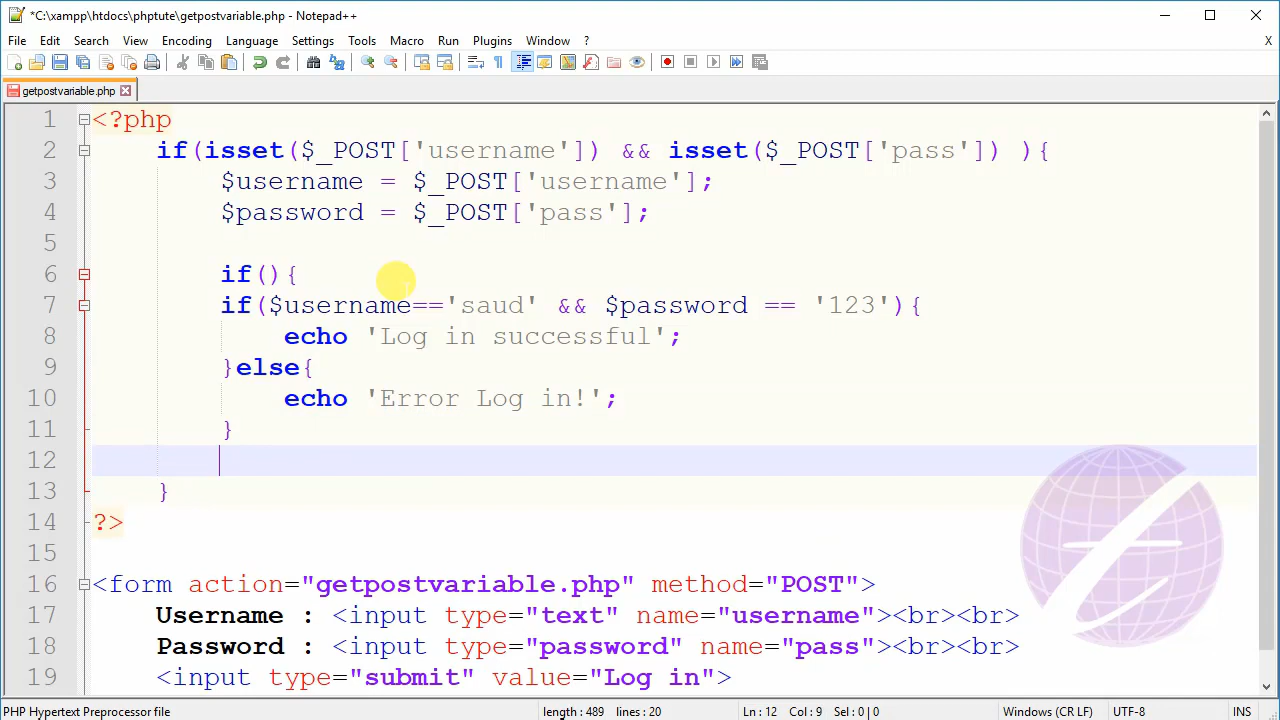 *C:\xampp\htdocs\phptute\getpostvariable.php - Notepad++
File Edit Search View Encoding Language Settings Tools Macro Run Plugins Window ? X
getpostvariable.php
1 <?php
2 if(isset($_POST['username']) && isset($_POST['pass']) ){
3 $username = $_POST['username'];
4 $password = $_POST['pass'];
5
6 if(){
7 if($username=='saud' && $password == '123'){
8 echo 'Log in successful';
9 }else{
10 echo 'Error Log in!';
11 }
12
13 }
14 ?>
15
16 <form action="getpostvariable.php" method="POST">
17 Username : <input type="text" name="username"><br><br>
18 Password : <input type="password" name="pass"><br><br>
19 <input type="submit" value="Log in">
PHP Hypertext Preprocessor file length : 489 lines : 20 Ln : 12 Col : 9 Sel : 0 | 0 Windows (CR LF) UTF-8 INS